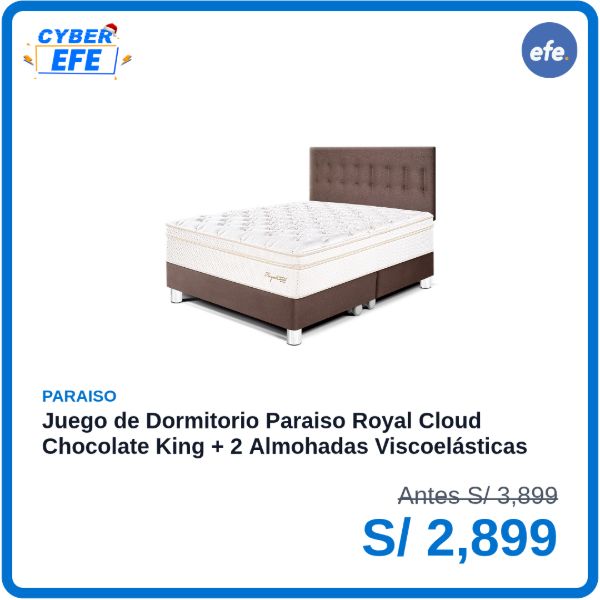 CYBER
EFE
efe.
PARAISO
Juego de Dormitorio Paraiso Royal Cloud
Chocolate King + 2 Almohadas Viscoelásticas
Antes S/ 3,899
S/ 2,899